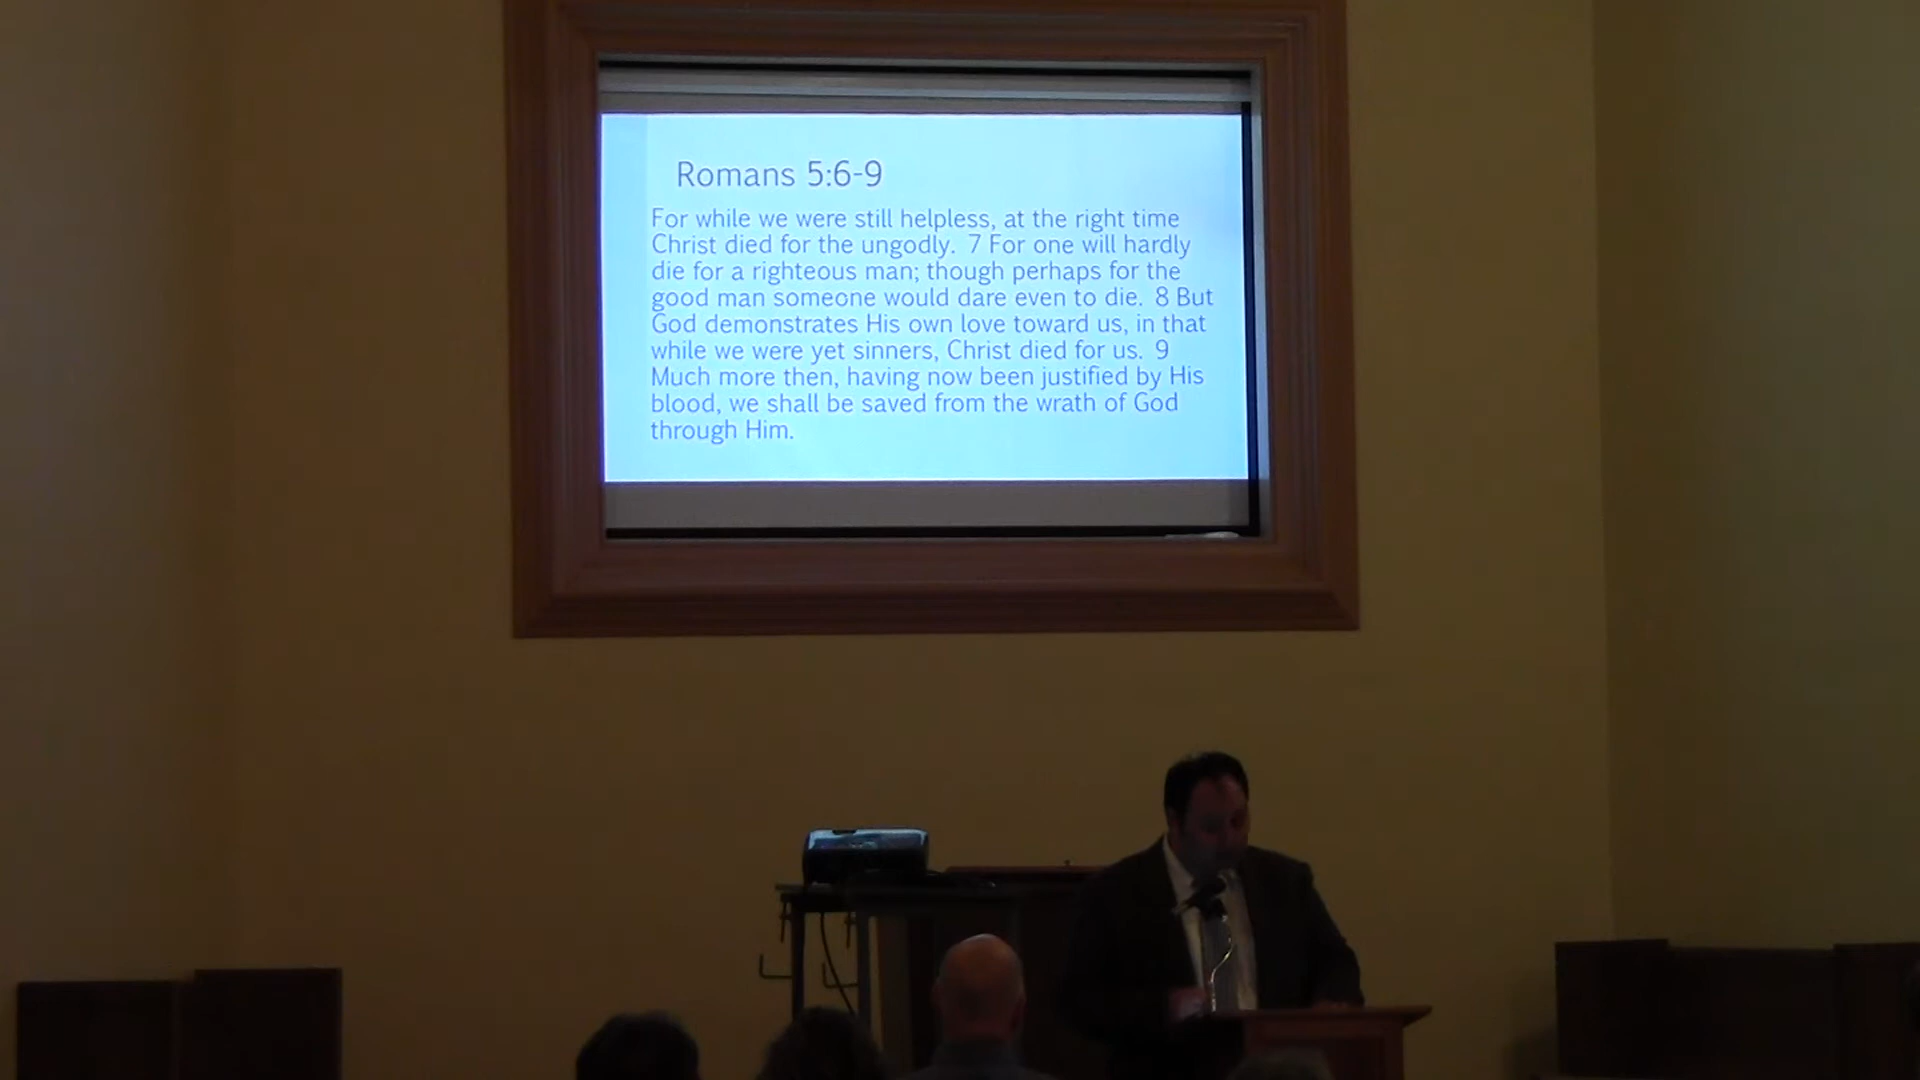 Romans 5:6-9
For while we were still helpless, at the right time
Christ died for the ungodly. 7 For one will hardly
die for a righteous man; though perhaps for the
good man someone would dare even to die. 8 But
God demonstrates His own love toward us, in that
while we were yet sinners, Christ died for us. 9
Much more then, having now been justified by His
blood, we shall be saved from the wrath of God
through Him.